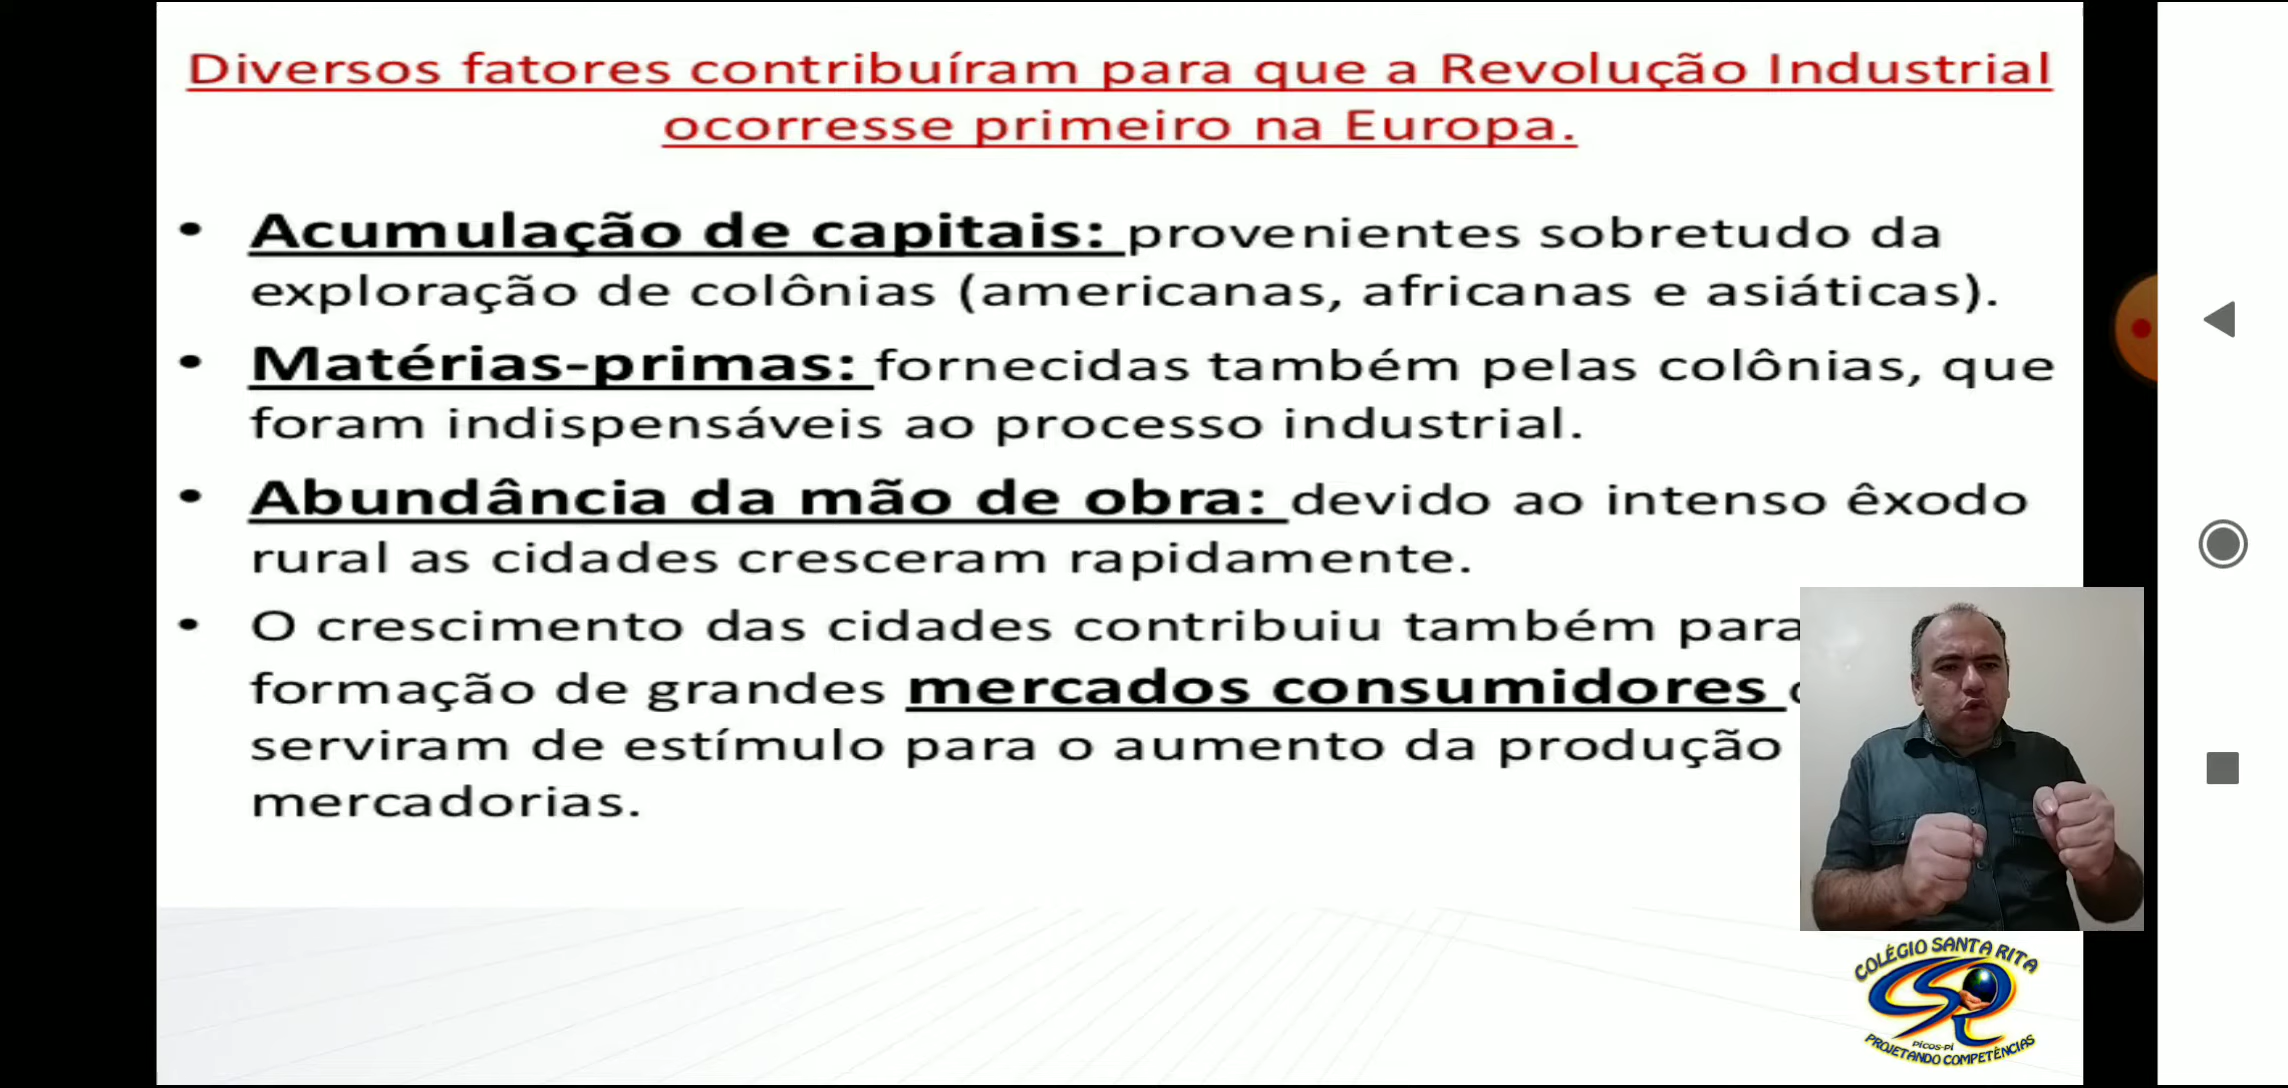 Diversos fatores contribuíram para que a Revolução Industrial
ocorresse primeiro na Europa.
• Acumulação de capitais: provenientes sobretudo da
exploração de colônias (americanas, africanas e asiáticas).
• Matérias-primas: fornecidas também pelas colônias, que
foram indispensáveis ao processo industrial.
• Abundância da mão de obra: devido ao intenso êxodo
rural as cidades cresceram rapidamente.
• O crescimento das cidades contribuiu também para
formação de grandes mercados consumidores
serviram de estímulo para o aumento da produção
mercadorias.
COLÉGIO SANTA RITA
PICOS-PI
PROJETANDO COMPETÊNCIAS